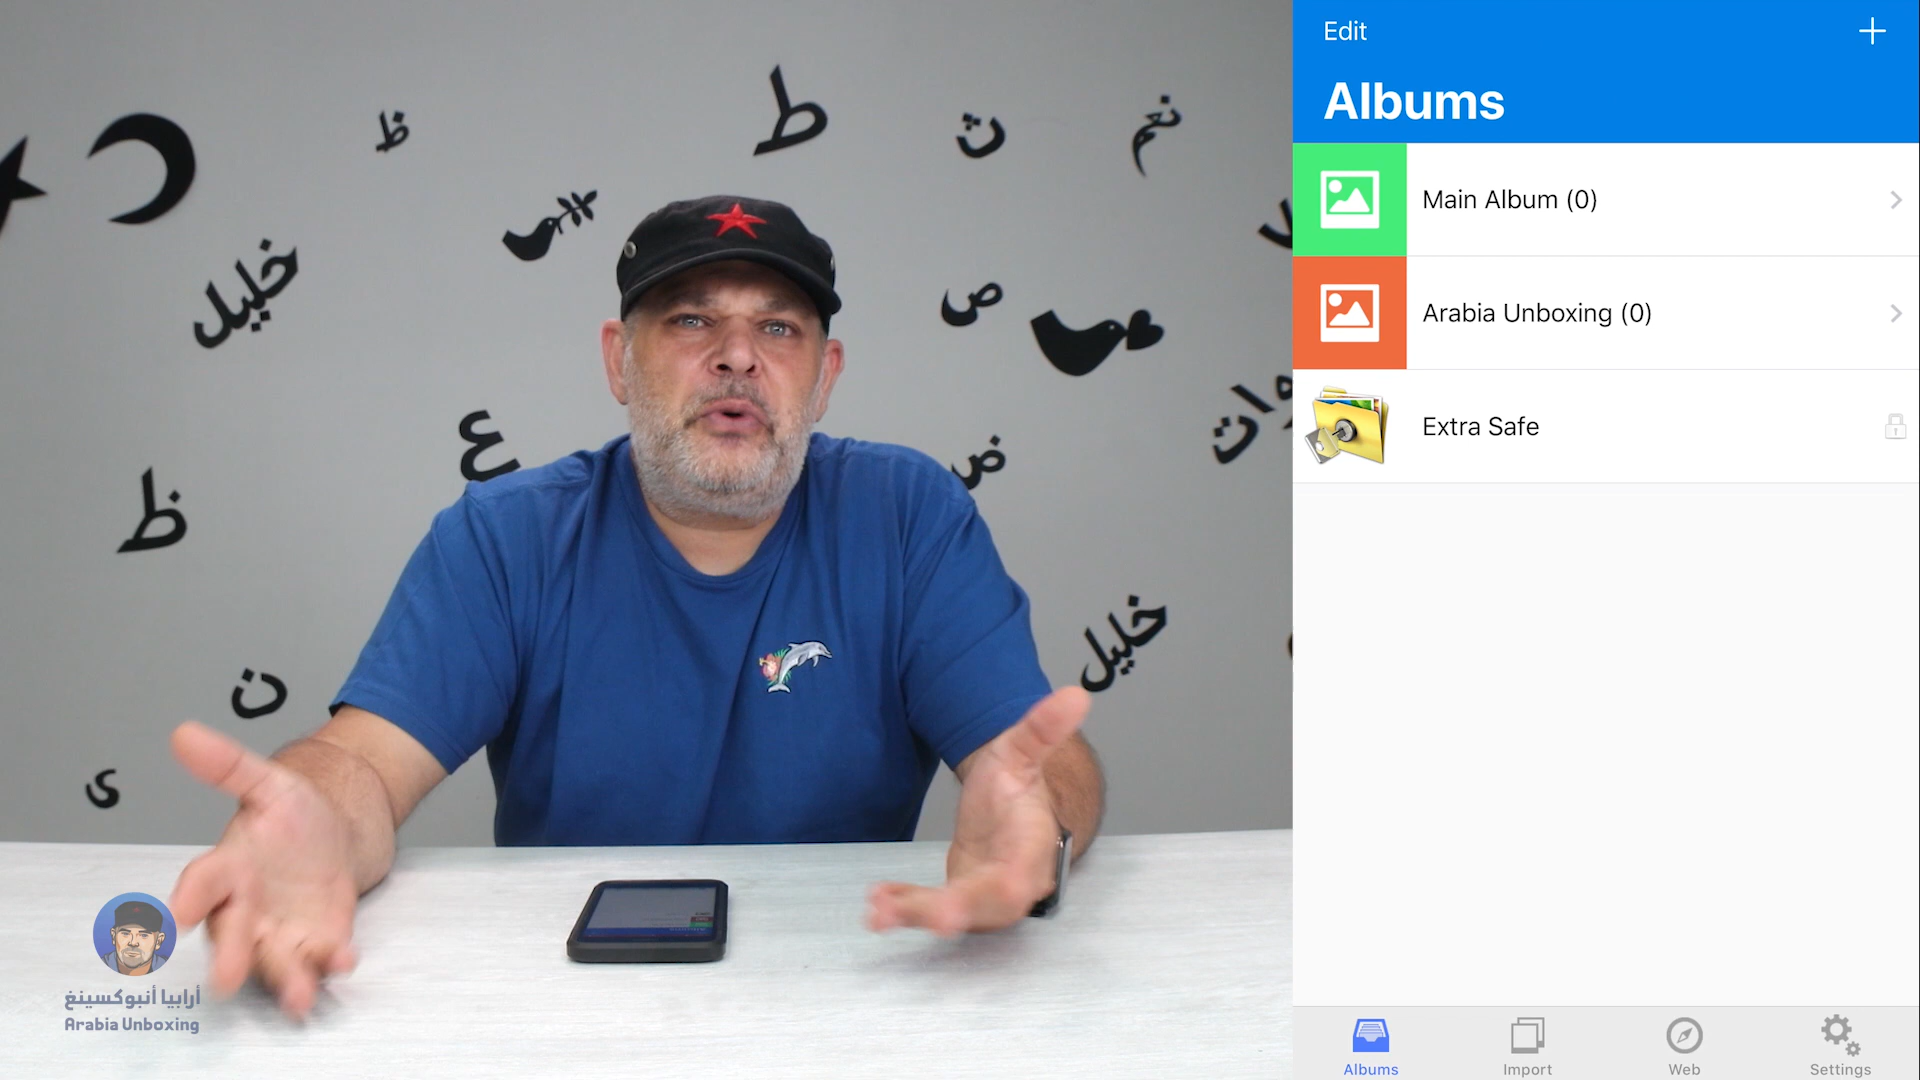 Edit
Albums
Main Album (0)
Arabia Unboxing (0)
Extra Safe
Albums
Import
Web
Settings
ظ
ط
ث
نعم
خليل
ص
ع
ض
ظ
خليل
ن
ى
أرابيا أنبوكسينغ
Arabia Unboxing